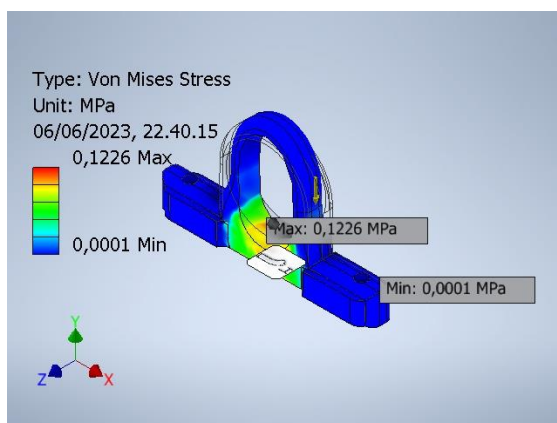 Type: Von Mises Stress
Unit: MPa
06/06/2023, 22.40.15
0,1226 Max
Max: 0,1226 MPa
0,0001 Min
Min: 0,0001 MPa
Y
Z
X